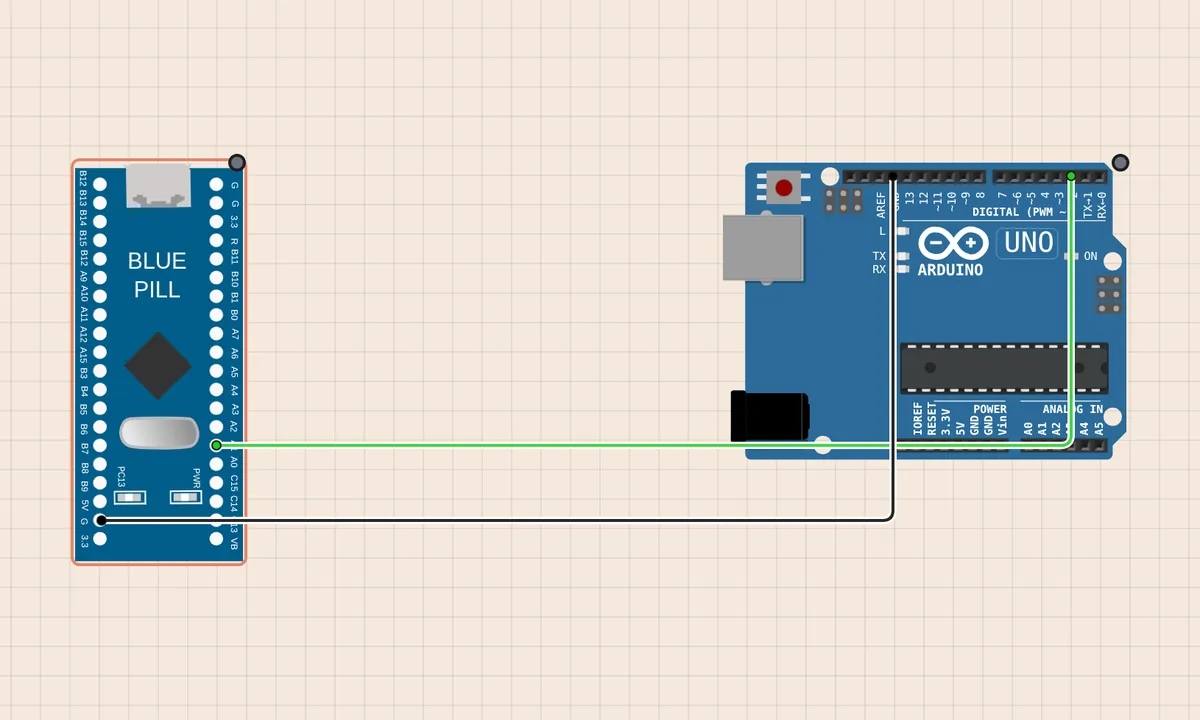 B12
B13
B14
B15
B12
A9
A10
A11
A12
A15
B3
B4
B5
B6
B7
B8
B9
5V
G
3.3
BLUE
PILL
PC13
PWR
G
G
3.3
R
B11
B10
B1
B0
A7
A6
A5
A4
A3
A2
A0
C15
C14
13
VB
AREF
13
12
~11
~10
~9
8
7
~6
~5
4
~3
TX→1
RX←0
DIGITAL (PWM ~
L
TX
RX
UNO
ARDUINO
ON
IOREF
RESET
3.3V
5V
GND
GND
Vin
POWER
ANALOG IN
A0
A1
A2
A4
A5